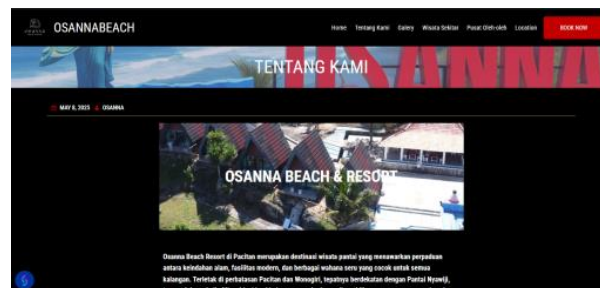 OSANNABEACH
Home Tentang Kami Galery Wisata Sekitar Pusat Oleh-oleh Location BOOK NOW
OSANNA
TENTANG KAMI
MAY 8, 2025 OSANNA
OSANNA BEACH & RESORT
Osanna Beach Resort di Pacitan merupakan destinasi wisata pantai yang menawarkan perpaduan
antara keindahan alam, fasilitas modern, dan berbagai wahana seru yang cocok untuk semua
kalangan. Terletak di perbatasan Pacitan dan Wonogiri, tepatnya berdekatan dengan Pantai Nyawiji,